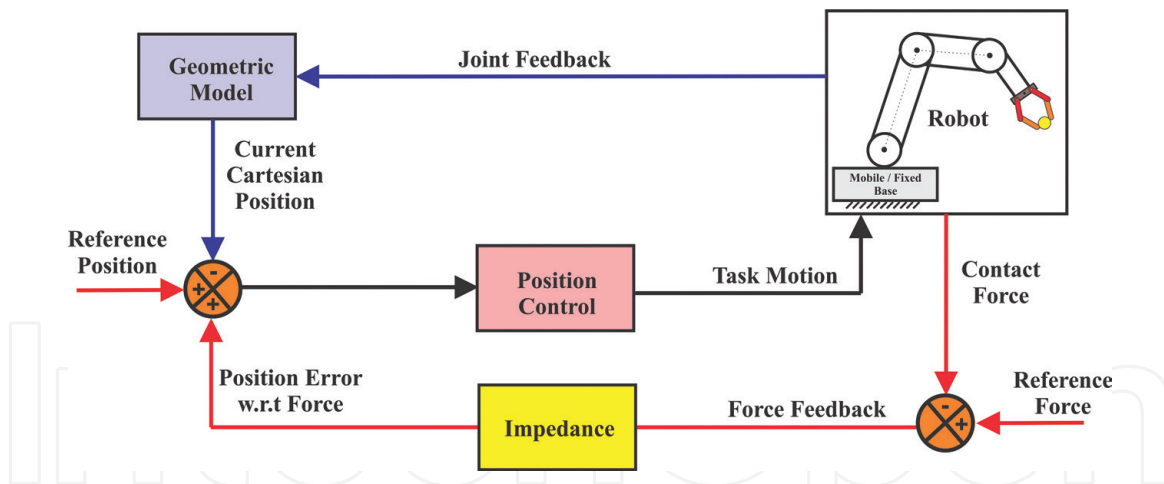 Geometric
Model
Joint Feedback
Robot
Mobile / Fixed
Base
Current
Cartesian
Position
Reference
Position
-
+
+
Position
Control
Task Motion
Contact
Force
Position Error
w.r.t Force
Impedance
Force Feedback
-
+
Reference
Force